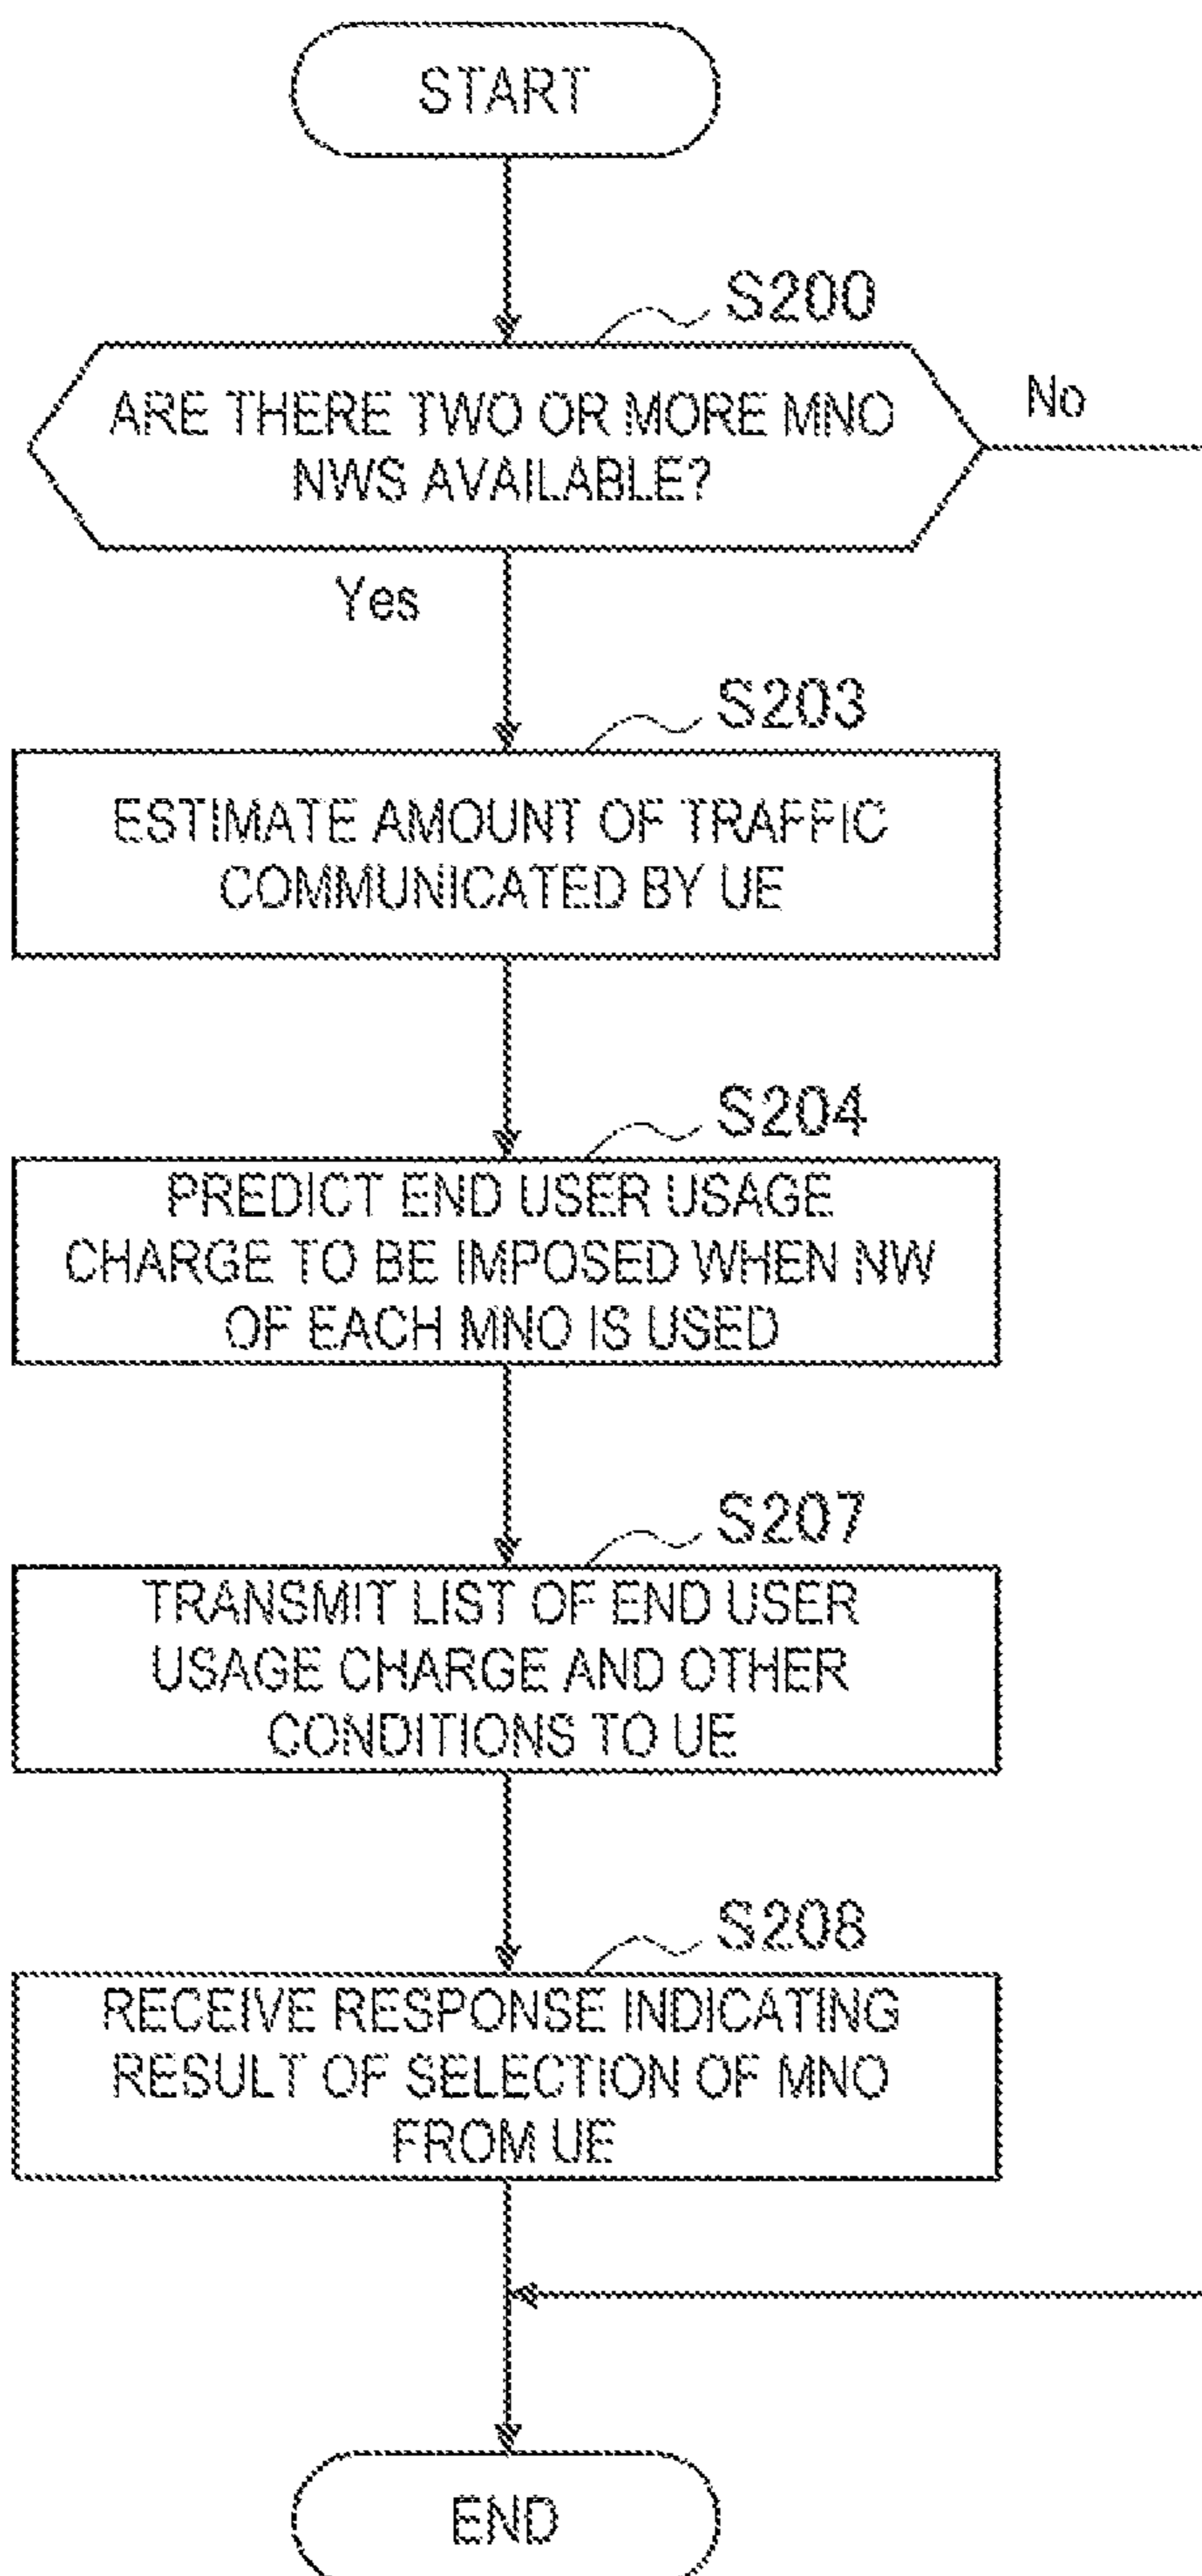 START
S200
ARE THERE TWO OR MORE MNO
NWS AVAILABLE?
No
Yes
S203
ESTIMATE AMOUNT OF TRAFFIC
COMMUNICATED BY UE
S204
PREDICT END USER USAGE
CHARGE TO BE IMPOSED WHEN NW
OF EACH MNO IS USED
S207
TRANSMIT LIST OF END USER
USAGE CHARGE AND OTHER
CONDITIONS TO UE
S208
RECEIVE RESPONSE INDICATING
RESULT OF SELECTION OF MNO
FROM UE
END